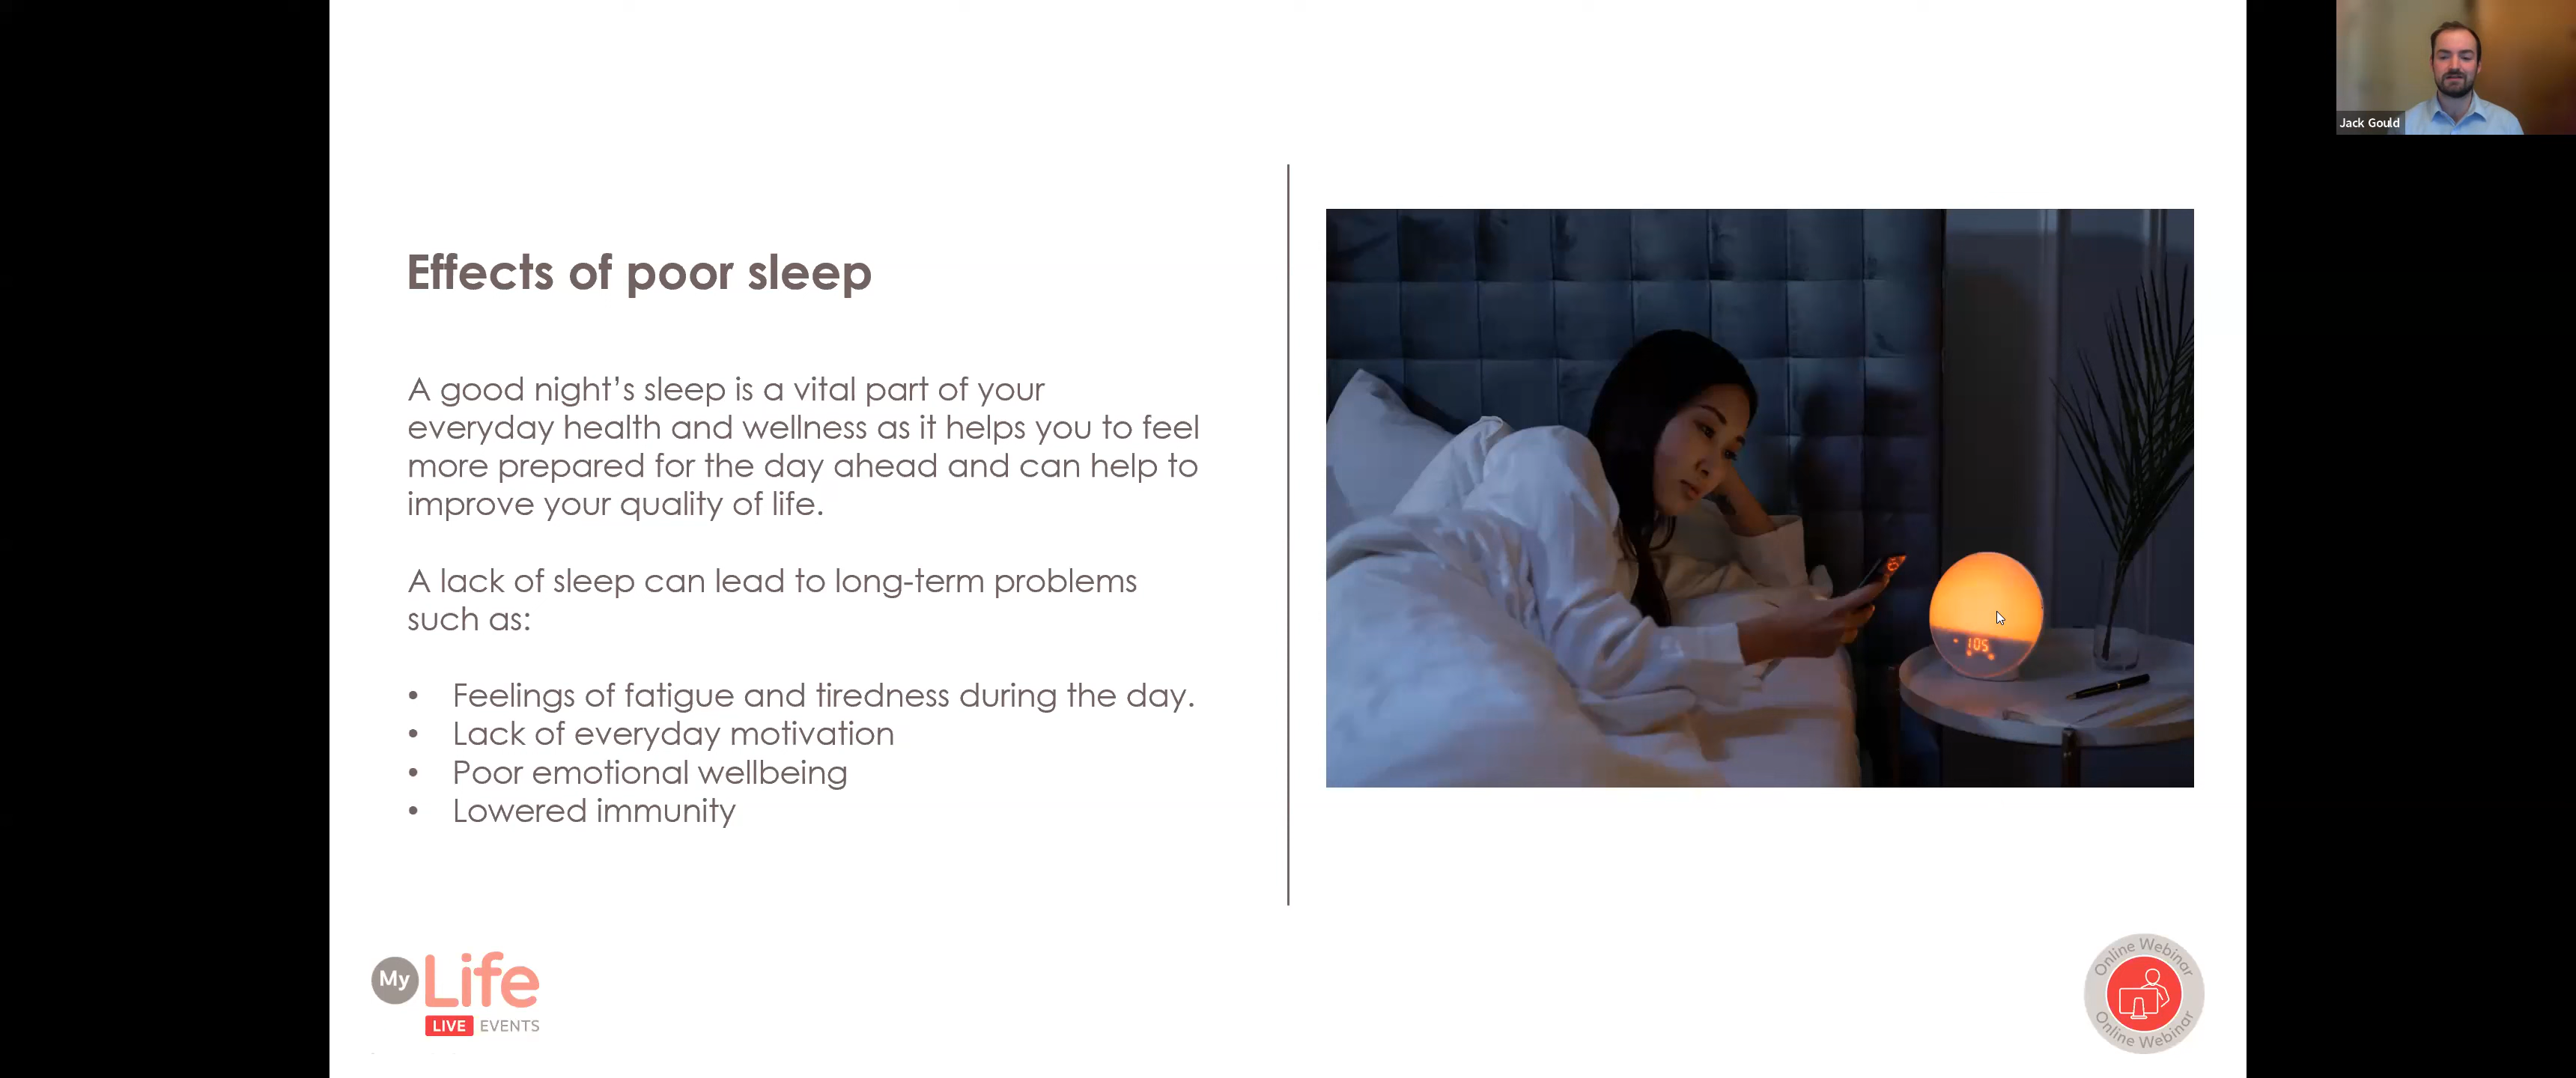 Jack Gould
Effects of poor sleep
A good night’s sleep is a vital part of your
everyday health and wellness as it helps you to feel
more prepared for the day ahead and can help to
improve your quality of life.
A lack of sleep can lead to long-term problems
such as:
• Feelings of fatigue and tiredness during the day.
• Lack of everyday motivation
• Poor emotional wellbeing
• Lowered immunity
105
My Life
LIVE EVENTS
Online Webinar
Online Webinar